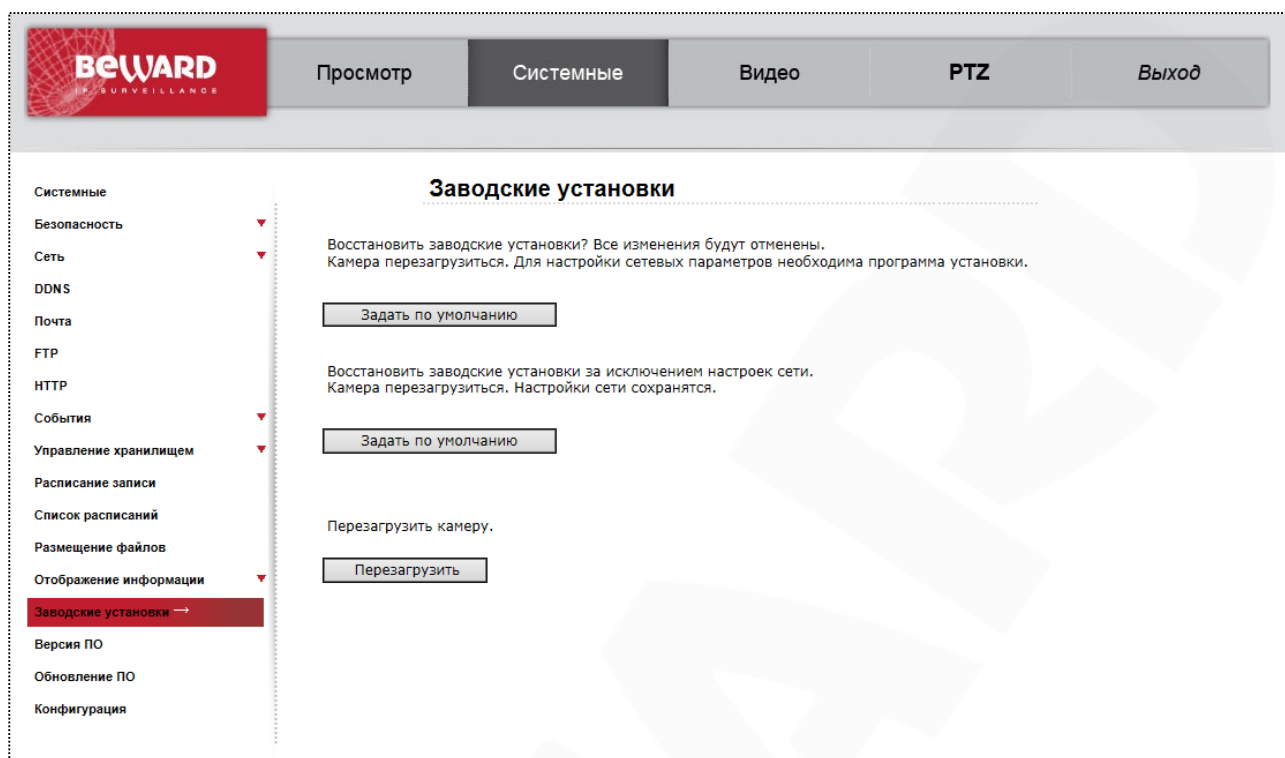 BEWARD
IP SURVEILLANCE
Просмотр
Системные
Видео
PTZ
Выход
Системные
Безопасность
Сеть
DDNS
Почта
FTP
HTTP
События
Управление хранилищем
Расписание записи
Список расписаний
Размещение файлов
Отображение информации
Заводские установки →
Версия ПО
Обновление ПО
Конфигурация
Заводские установки
Восстановить заводские установки? Все изменения будут отменены.
Камера перезагрузиться. Для настройки сетевых параметров необходима программа установки.
Задать по умолчанию
Восстановить заводские установки за исключением настроек сети.
Камера перезагрузиться. Настройки сети сохранятся.
Задать по умолчанию
Перезагрузить камеру.
Перезагрузить